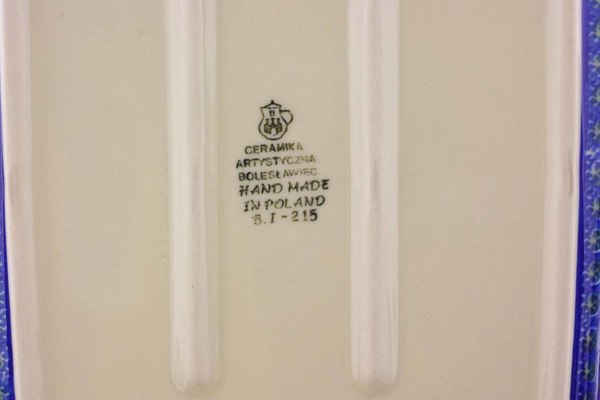 B
CERAMIKA
ARTYSTYCZNA
BOLESŁAWIEC
HAND MADE
IN POLAND
B.I-215